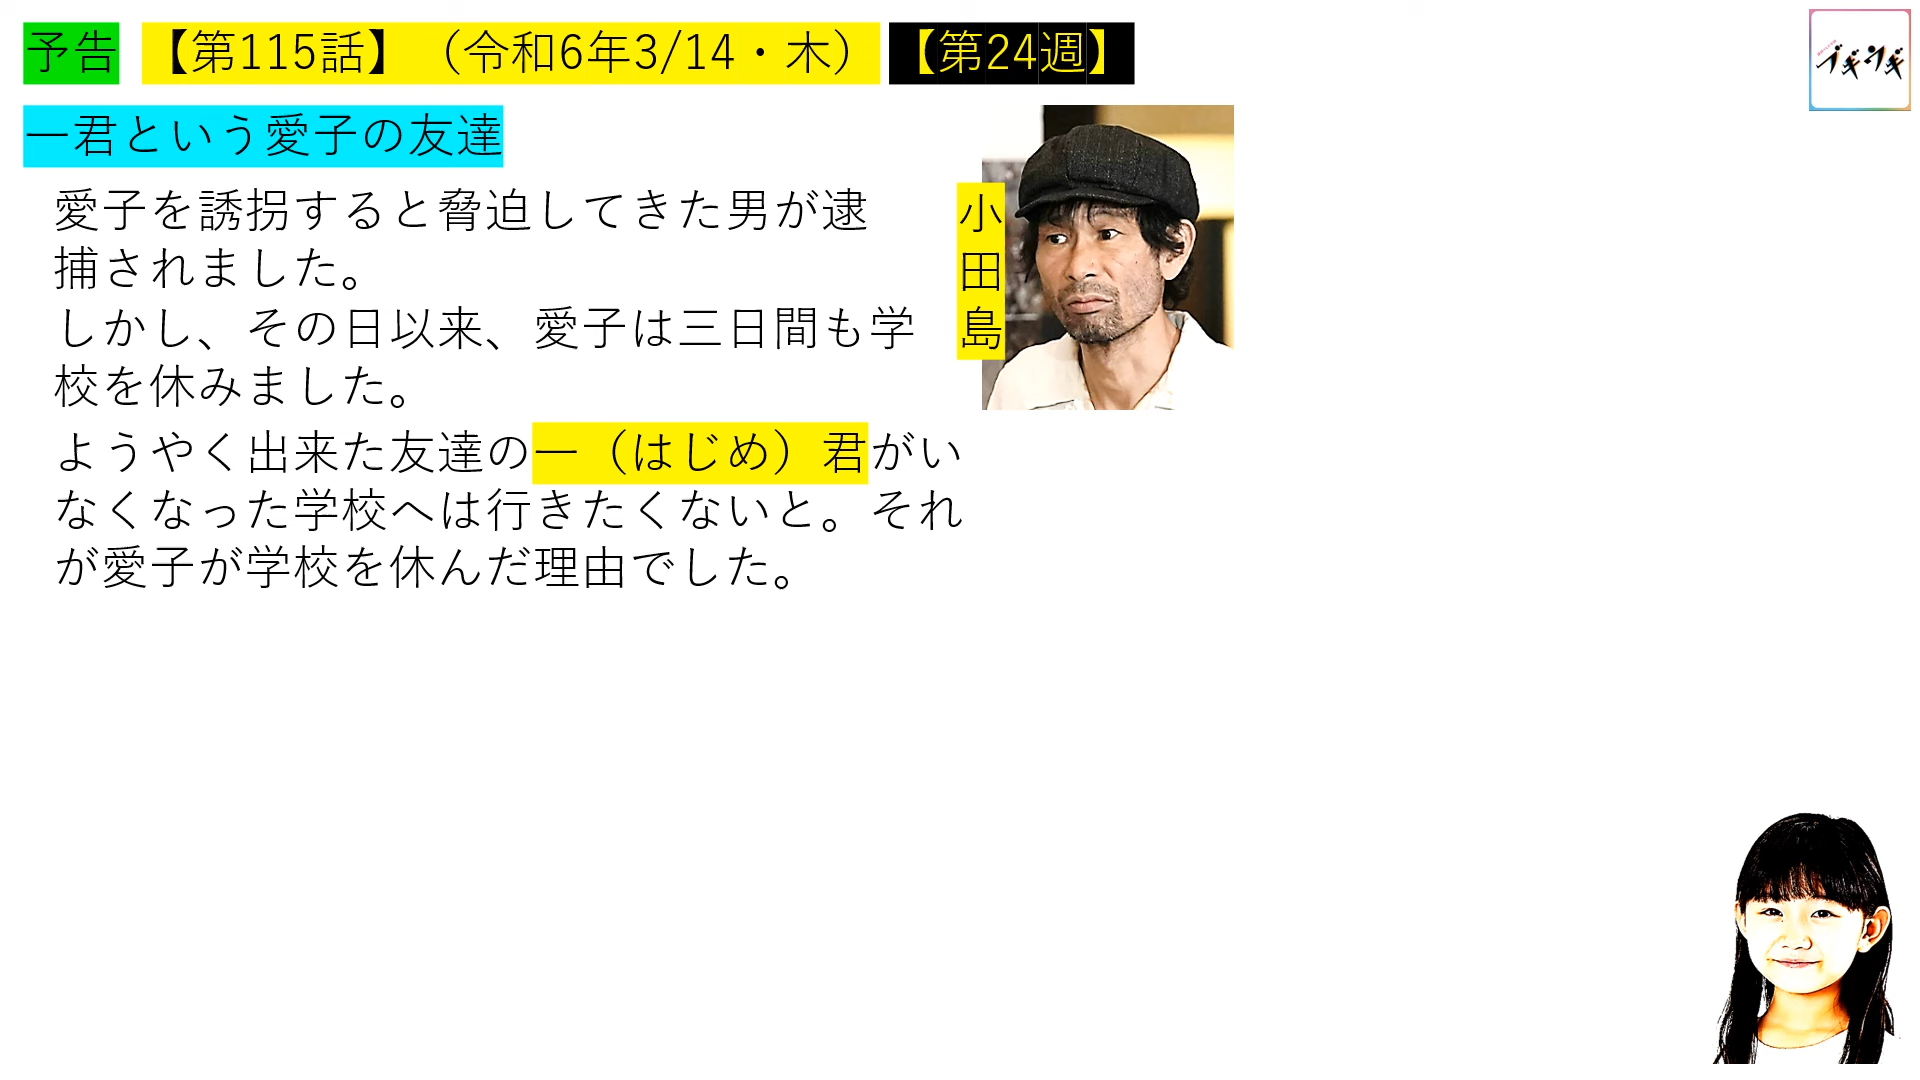 予告 【第115話】（令和6年3/14・木）【第24週】
ブギウギ
一君という愛子の友達
愛子を誘拐すると脅迫してきた男が逮
捕されました。
しかし、その日以来、愛子は三日間も学
校を休みました。
ようやく出来た友達の一（はじめ）君がい
なくなった学校へは行きたくないと。それ
が愛子が学校を休んだ理由でした。
小田島